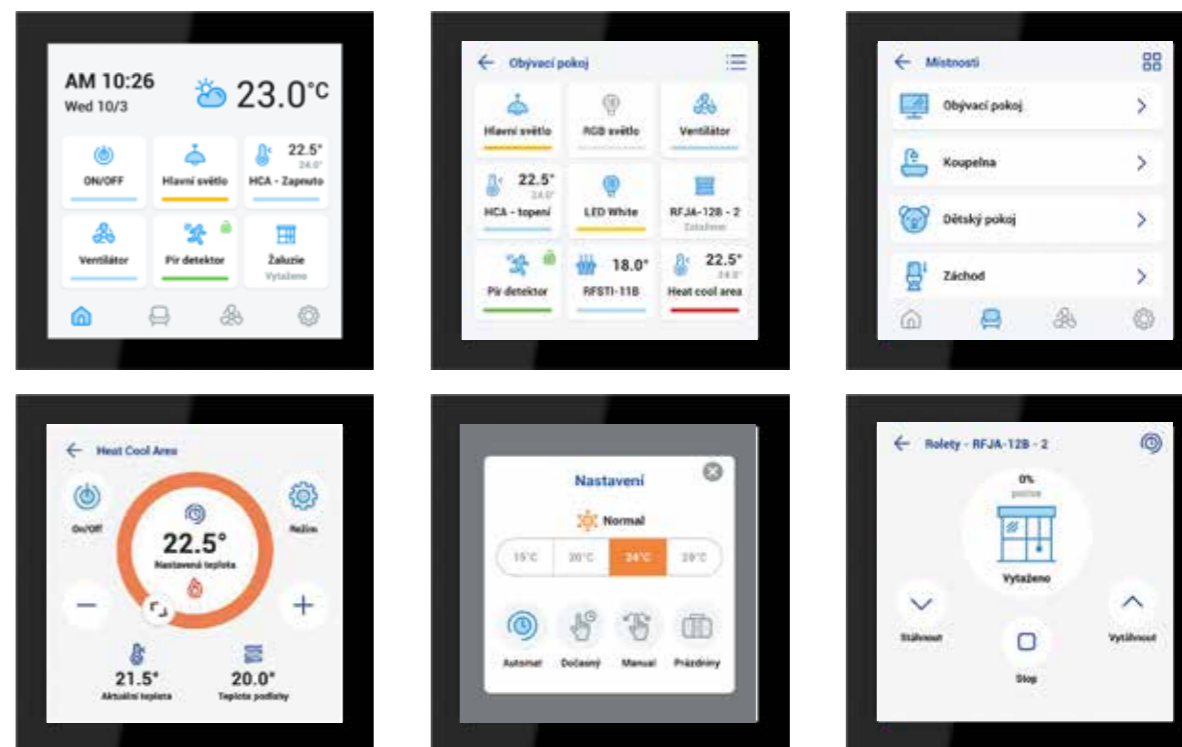 AM 10:26
Wed 10/3
23.0°C
ON/OFF
Hlavní světlo
22.5°
24.0°
HCA - Zapnuto
Ventilátor
Pir detektor
Žaluzie
Vytaženo
Obývací pokoj
Hlavní světlo
RGB světlo
Ventilátor
22.5°
24.0°
HCA - topení
LED White
RFJA-12B - 2
Zataženo
Pir detektor
18.0°
RFSTI-11B
22.5°
24.0°
Heat cool area
Místnosti
Obývací pokoj
Koupelna
Dětský pokoj
Záchod
Heat Cool Area
On/Off
Režim
22.5°
Nastavená teplota
21.5°
Aktuální teplota
20.0°
Teplota podlahy
Nastavení
Normal
15°C 20°C 24°C 28°C
Automat Dočasný Manual Prázdniny
Rolety - RFJA-12B - 2
0%
pozice
Vytaženo
Stáhnout
Vytáhnout
Stop